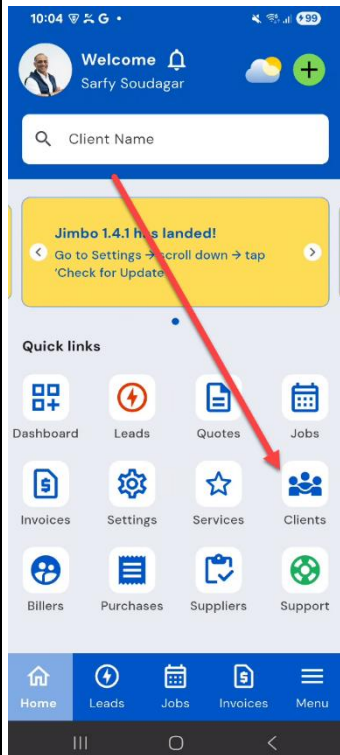 10:04 G •
99
Welcome
Sarfy Soudagar
Client Name
Jimbo 1.4.1 has landed!
Go to Settings → scroll down → tap
'Check for Update
Quick links
Dashboard Leads Quotes Jobs
Invoices Settings Services Clients
Billers Purchases Suppliers Support
Home Leads Jobs Invoices Menu